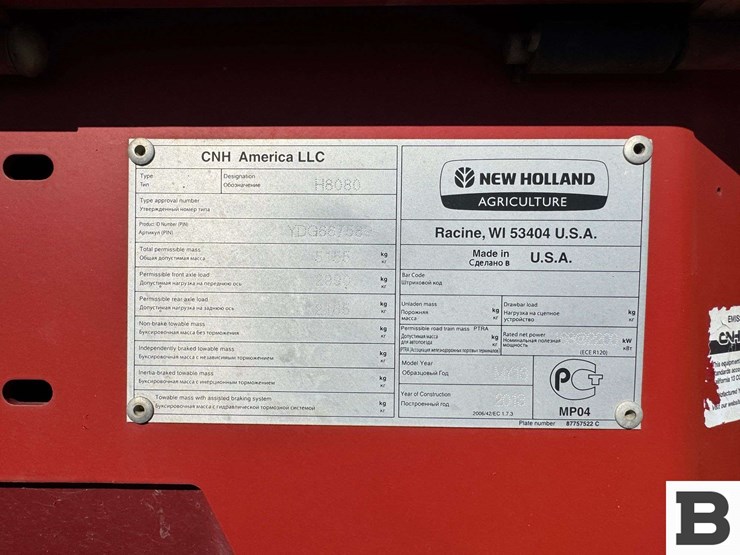 CNH America LLC
Type
Тип
Designation
Обозначение
H8080
Type approval number
Утвержденный номер типа
Product ID Number (PIN)
Артикул (PIN)
Total permissible mass
Общая допустимая масса
kg
кг
Permissible front axle load
Допустимая нагрузка на переднюю ось
kg
кг
Permissible rear axle load
Допустимая нагрузка на заднюю ось
kg
кг
Non-brake towable mass
Буксировочная масса без торможения
kg
кг
Independently braked towable mass
Буксировочная масса с независимым торможением
kg
кг
Inertia-braked towable mass
Буксировочная масса с инерционным торможением
kg
кг
Towable mass with assisted braking system
Буксировочная масса с гидравлической тормозной системой
kg
кг
NEW HOLLAND
AGRICULTURE
Racine, WI 53404 U.S.A.
Made in
Сделано в
U.S.A.
Bar Code
Штриховой код
Unladen mass
Порожняя
масса
kg
кг
Drawbar load
Нагрузка на сцепное
устройство
kg
кг
Permissible road train mass PTRA
Допустимая масса
для автопогода
kg
кг
Rated net power
Номинальная полезная
мощность
kW
кВт
(ECE R120)
Model Year
Образцовый Год
Year of Construction
Построенный год
2013
2006/42/EC 1.7.3
PCT
MP04
Plate number 87757522 C
EMIS
CNH
This equipment
B